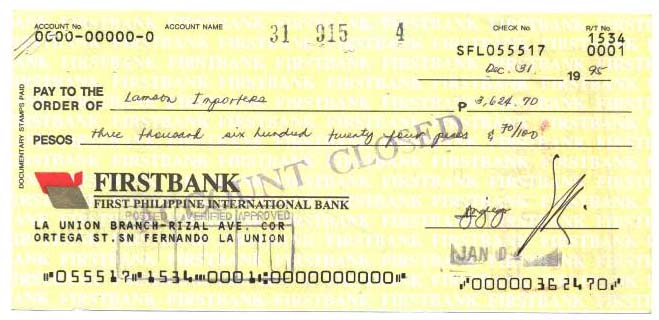 ACCOUNT NO. ACCOUNT NAME CHECK No. R/T No.
0000-00000-0 31 915 4 1534
SFL055517 0001
Dec. 31 19 95
PAY TO THE
ORDER OF Lamson Importers P 3,624.70
PESOS three thousand six hundred twenty four pesos & 70/100
ACCOUNT CLOSED
DOCUMENTARY STAMPS PAID
FIRSTBANK
FIRST PHILIPPINE INTERNATIONAL BANK
POSTED VERIFIED APPROVED
LA UNION BRANCH-RIZAL AVE. COR
ORTEGA ST.SN FERNANDO LA UNION
JAN
⑈055517⑈1534⑉0001⑆0000000000⑈ ⑈0000036 2470⑈